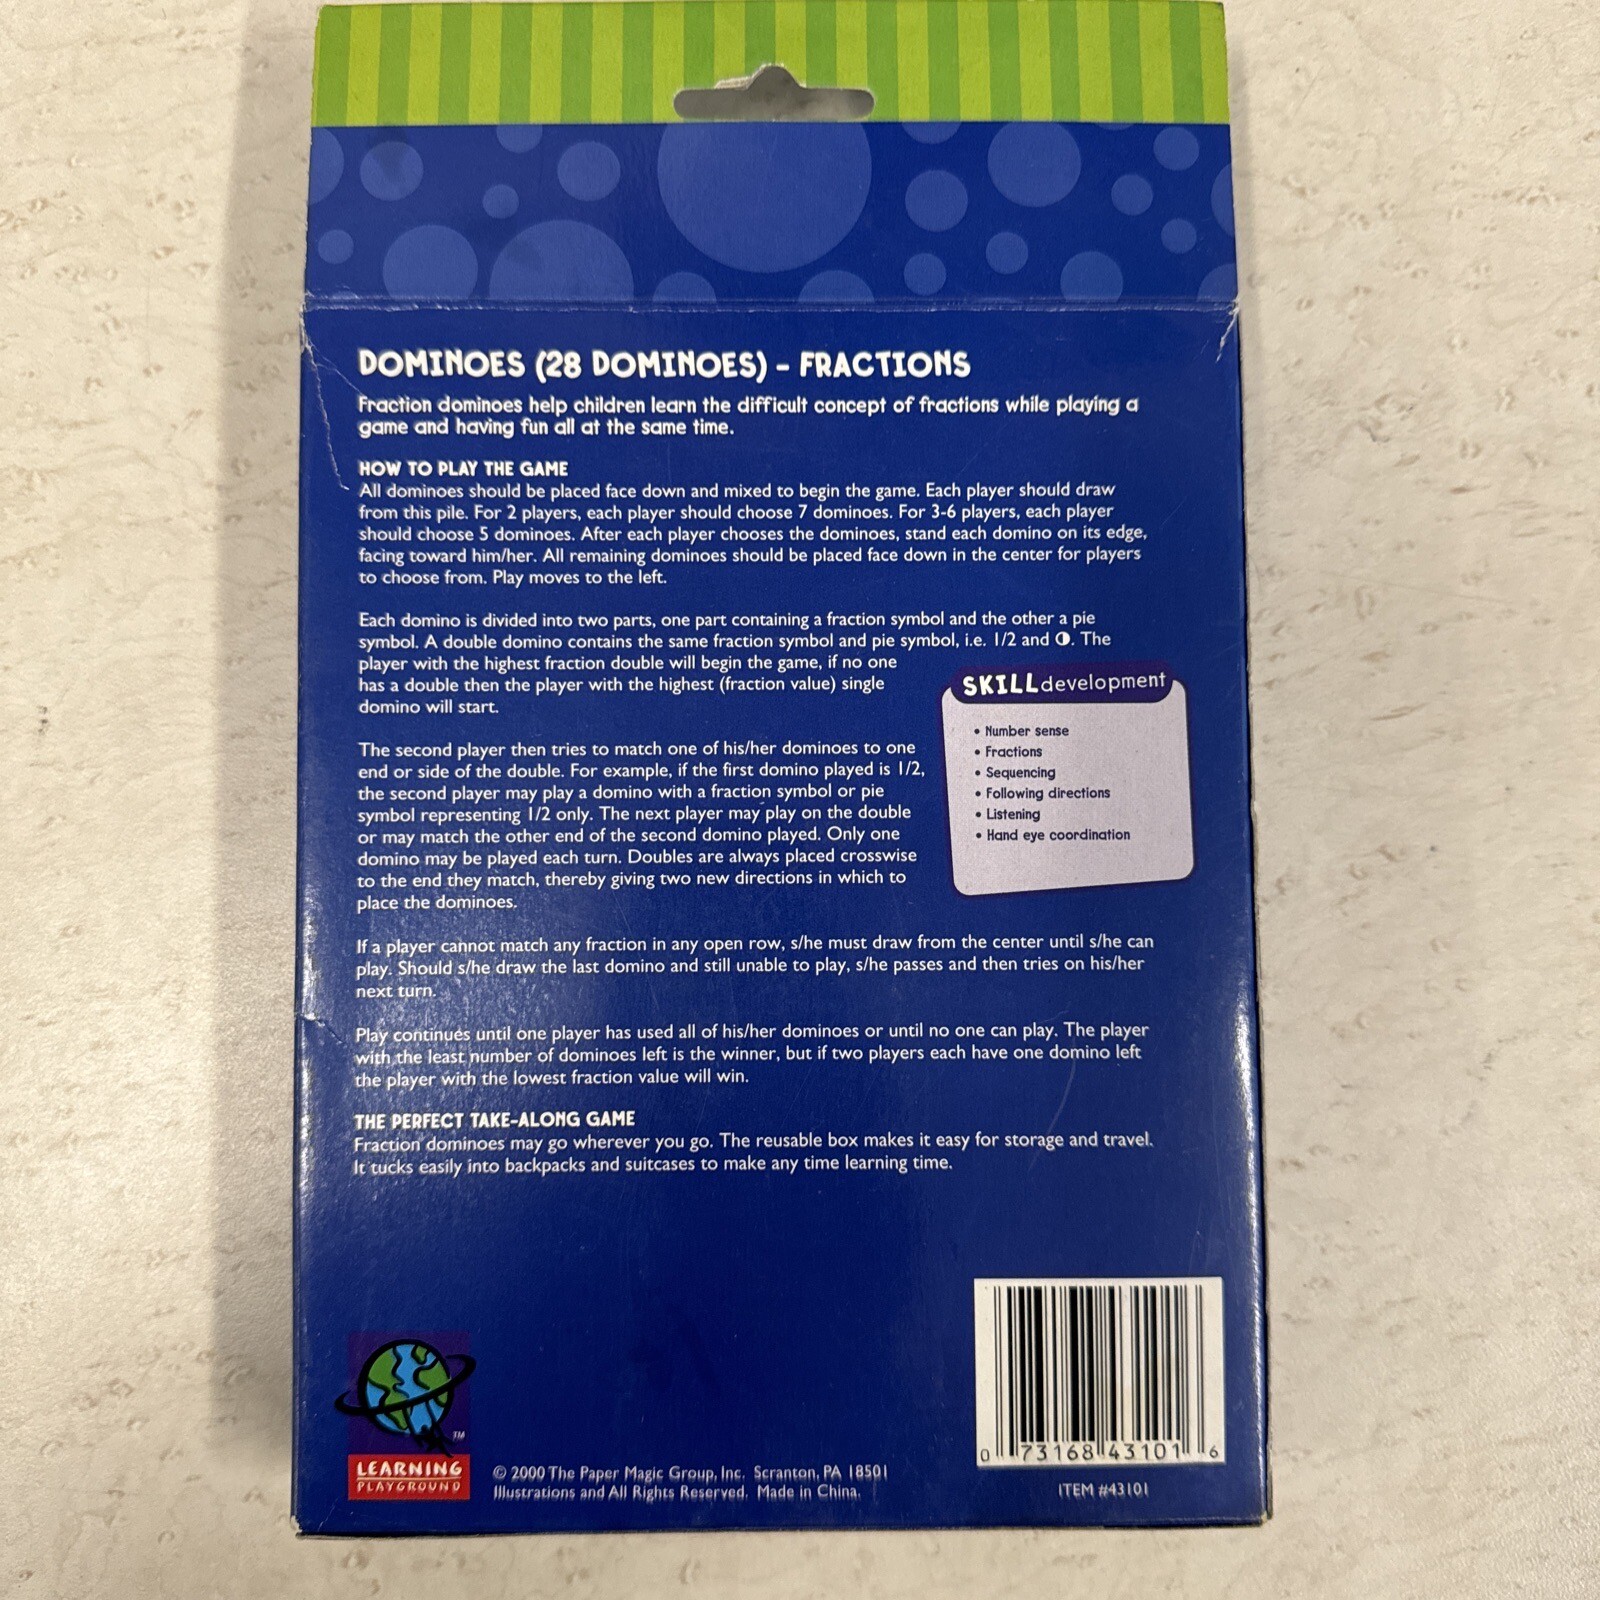 DOMINOES (28 DOMINOES) - FRACTIONS
Fraction dominoes help children learn the difficult concept of fractions while playing a
game and having fun all at the same time.
HOW TO PLAY THE GAME
All dominoes should be placed face down and mixed to begin the game. Each player should draw
from this pile. For 2 players, each player should choose 7 dominoes. For 3-6 players, each player
should choose 5 dominoes. After each player chooses the dominoes, stand each domino on its edge,
facing toward him/her. All remaining dominoes should be placed face down in the center for players
to choose from. Play moves to the left.
Each domino is divided into two parts, one part containing a fraction symbol and the other a pie
symbol. A double domino contains the same fraction symbol and pie symbol, i.e. 1/2 and ◑. The
player with the highest fraction double will begin the game, if no one
has a double then the player with the highest (fraction value) single
domino will start.
The second player then tries to match one of his/her dominoes to one
end or side of the double. For example, if the first domino played is 1/2,
the second player may play a domino with a fraction symbol or pie
symbol representing 1/2 only. The next player may play on the double
or may match the other end of the second domino played. Only one
domino may be played each turn. Doubles are always placed crosswise
to the end they match, thereby giving two new directions in which to
place the dominoes.
SKILL development
• Number sense
• Fractions
• Sequencing
• Following directions
• Listening
• Hand eye coordination
If a player cannot match any fraction in any open row, s/he must draw from the center until s/he can
play. Should s/he draw the last domino and still unable to play, s/he passes and then tries on his/her
next turn.
Play continues until one player has used all of his/her dominoes or until no one can play. The player
with the least number of dominoes left is the winner, but if two players each have one domino left
the player with the lowest fraction value will win.
THE PERFECT TAKE-ALONG GAME
Fraction dominoes may go wherever you go. The reusable box makes it easy for storage and travel.
It tucks easily into backpacks and suitcases to make any time learning time.
TM
LEARNING
PLAYGROUND
© 2000 The Paper Magic Group, Inc. Scranton, PA 18501
Illustrations and All Rights Reserved. Made in China.
0 73168 43101 6
ITEM #43101